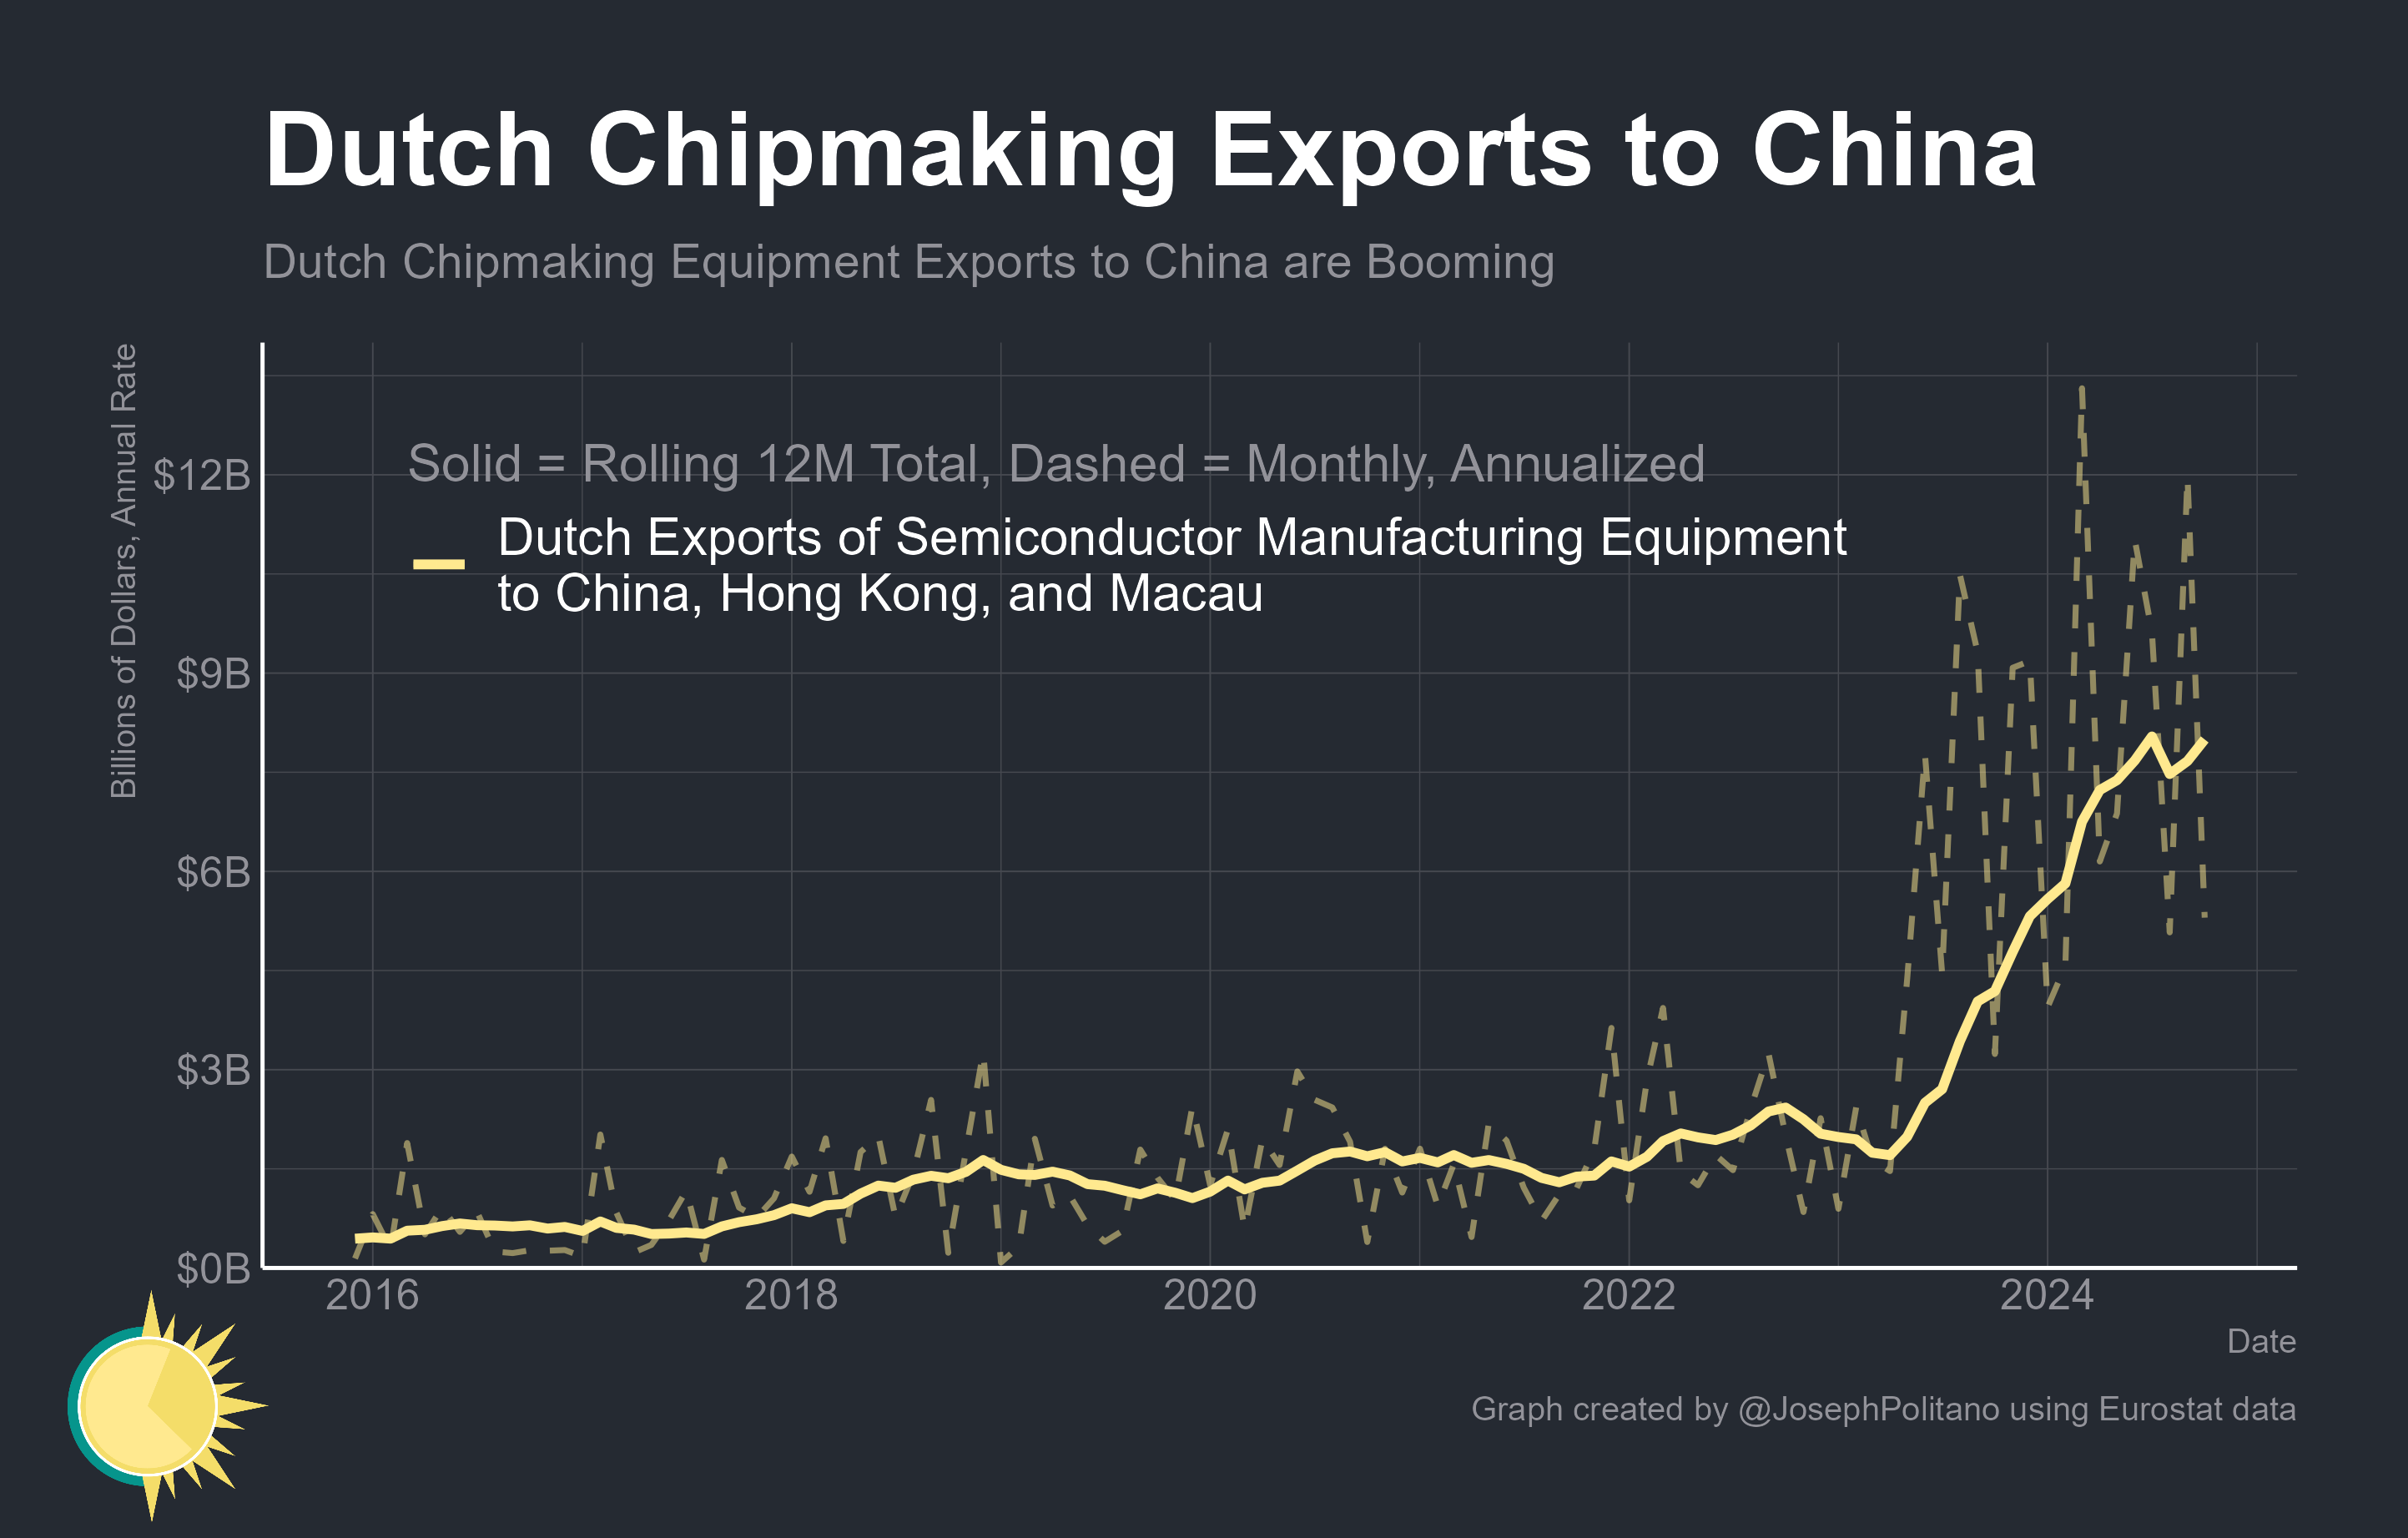 Dutch Chipmaking Exports to China
Dutch Chipmaking Equipment Exports to China are Booming
Billions of Dollars, Annual Rate
$12B
$9B
$6B
$3B
$0B
Solid = Rolling 12M Total, Dashed = Monthly, Annualized
Dutch Exports of Semiconductor Manufacturing Equipment
to China, Hong Kong, and Macau
2016
2018
2020
2022
2024
Date
Graph created by @JosephPolitano using Eurostat data